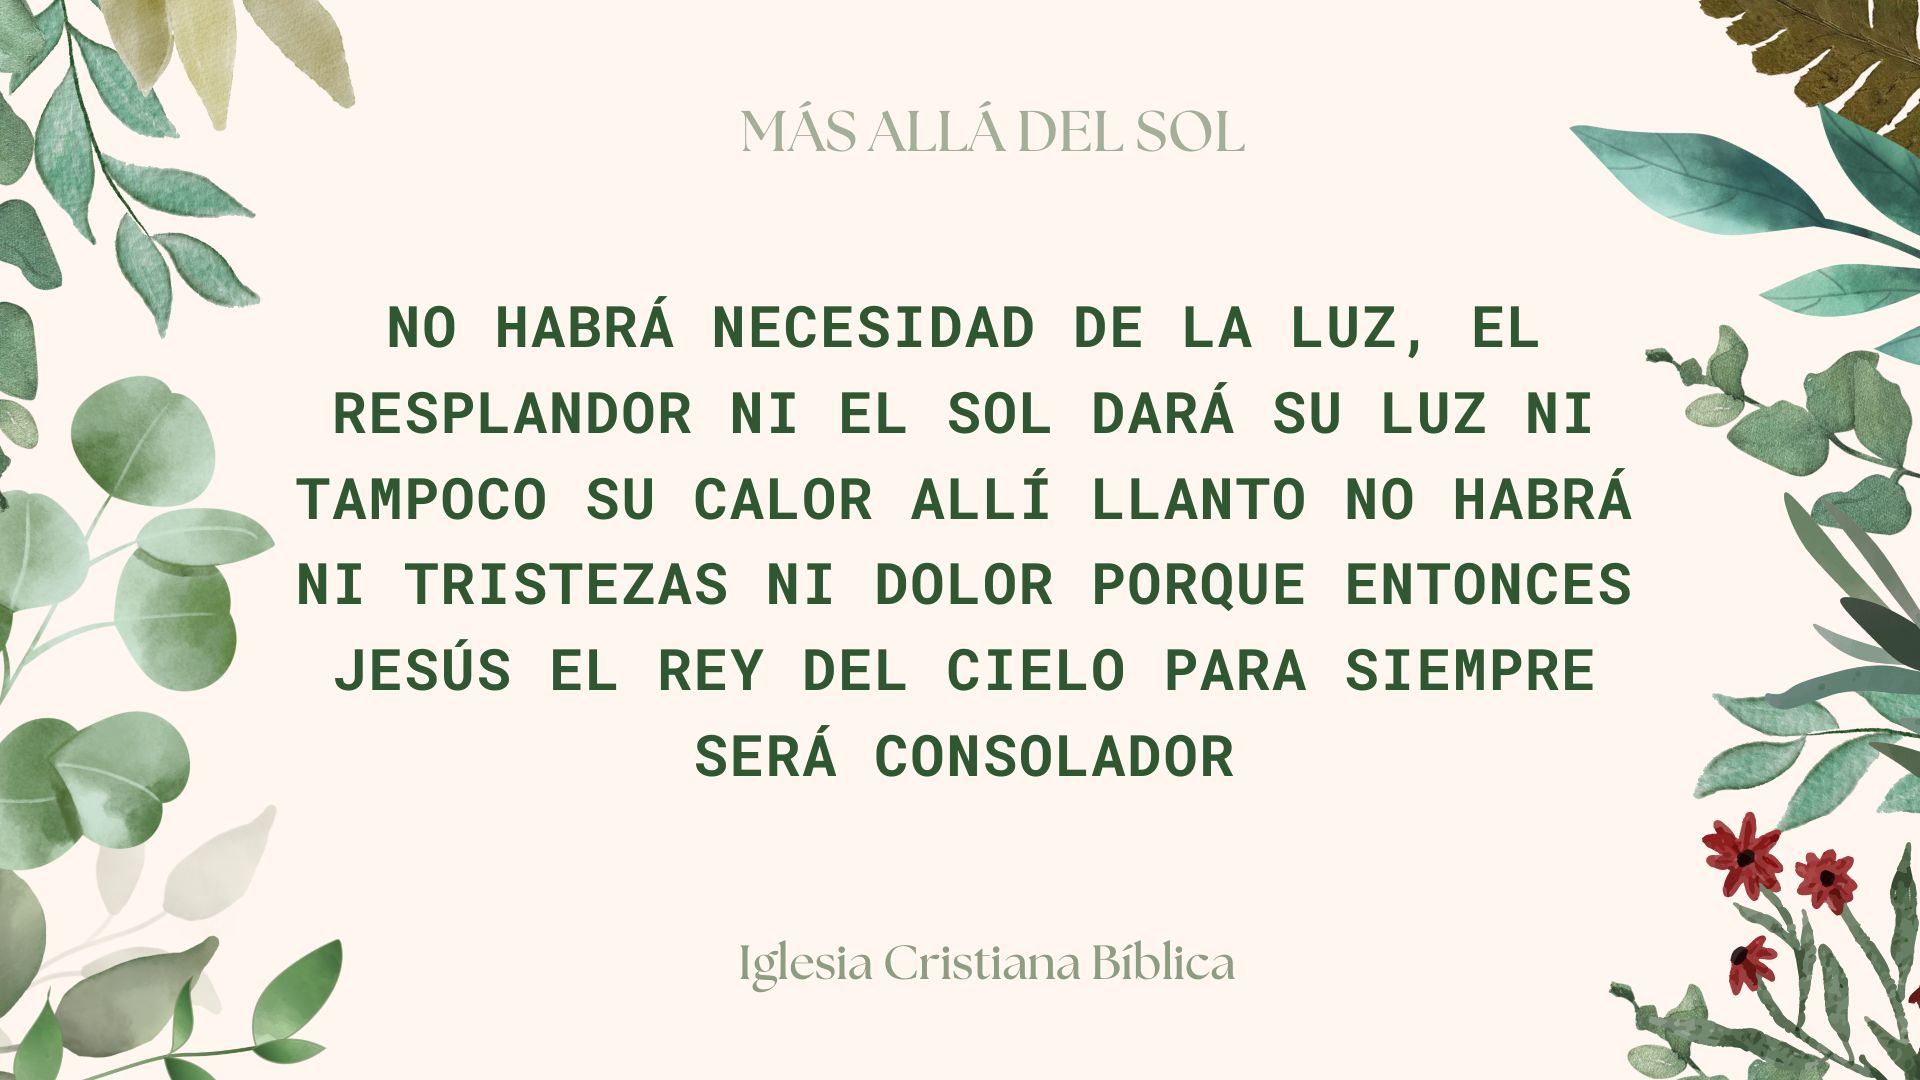 MÁS ALLÁ DEL SOL
NO HABRÁ NECESIDAD DE LA LUZ, EL
RESPLANDOR NI EL SOL DARÁ SU LUZ NI
TAMPOCO SU CALOR ALLÍ LLANTO NO HABRÁ
NI TRISTEZAS NI DOLOR PORQUE ENTONCES
JESÚS EL REY DEL CIELO PARA SIEMPRE
SERÁ CONSOLADOR
Iglesia Cristiana Bíblica